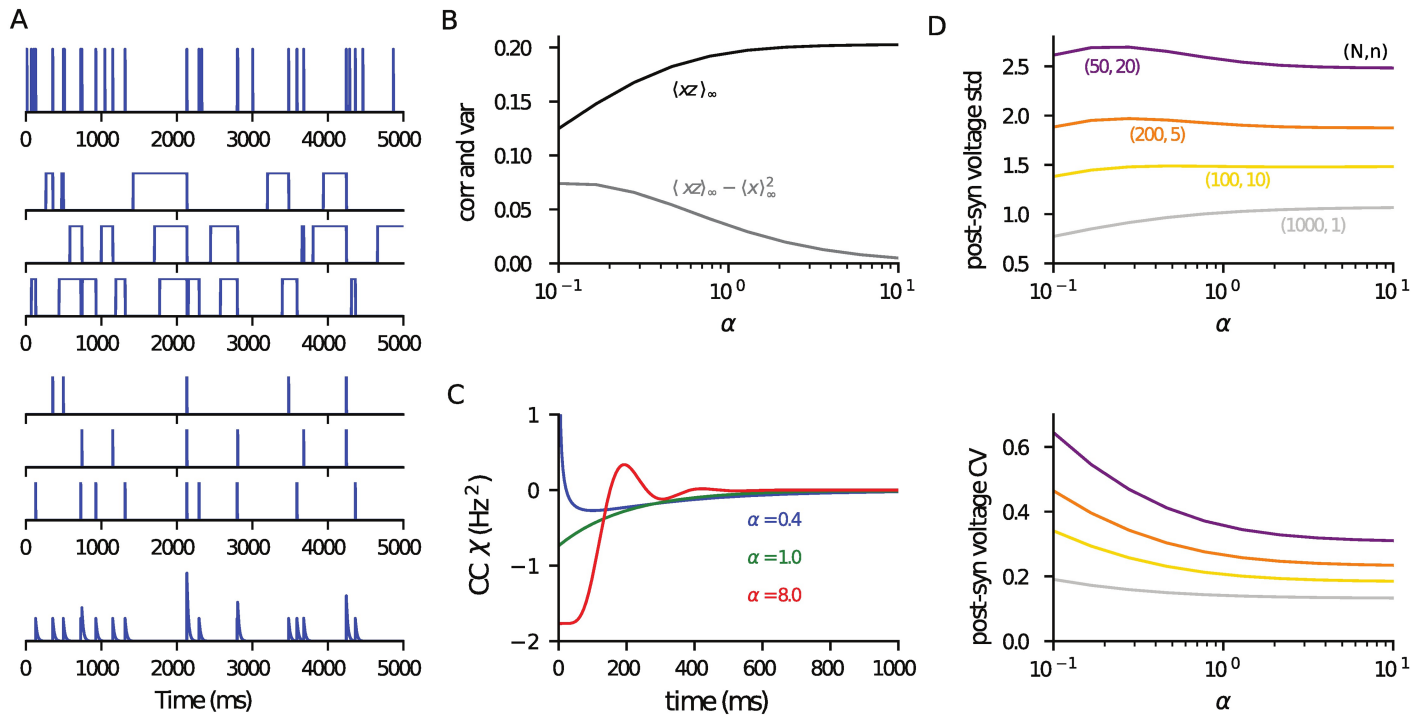 A
0 1000 2000 3000 4000 5000
0 1000 2000 3000 4000 5000
0 1000 2000 3000 4000 5000
0 1000 2000 3000 4000 5000
Time (ms)
B
corr and var
0.20
0.15
0.10
0.05
0.00
⟨xz⟩∞
⟨xz⟩∞ − ⟨x⟩²∞
10⁻¹ 10⁰ 10¹
α
C
CC χ (Hz²)
1
0
−1
−2
α = 0.4
α = 1.0
α = 8.0
0 200 400 600 800 1000
time (ms)
D
post-syn voltage std
2.5
2.0
1.5
1.0
0.5
(N,n)
(50, 20)
(200, 5)
(100, 10)
(1000, 1)
10⁻¹ 10⁰ 10¹
α
post-syn voltage CV
0.6
0.4
0.2
0.0
10⁻¹ 10⁰ 10¹
α